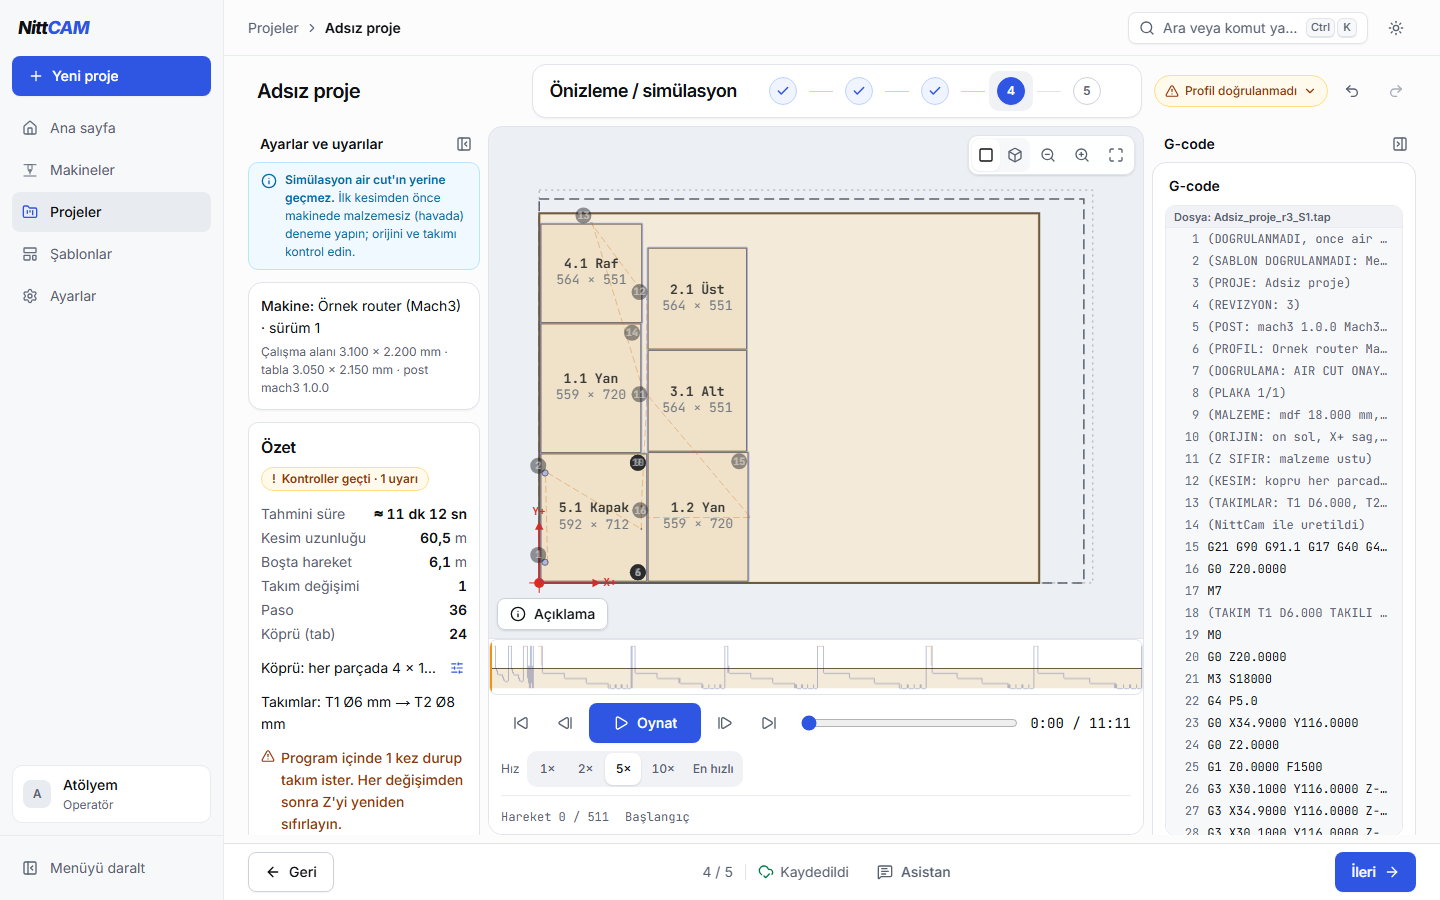 NittCAM
Yeni proje
Ana sayfa
Makineler
Projeler
Şablonlar
Ayarlar
A
Atölyem
Operatör
Menüyü daralt
Projeler > Adsız proje
Ara veya komut ya... Ctrl K
Adsız proje
Önizleme / simülasyon
4
5
Profil doğrulanmadı
Ayarlar ve uyarılar
Simülasyon air cut'ın yerine
geçmez. İlk kesimden önce
makinede malzemesiz (havada)
deneme yapın; orijini ve takımı
kontrol edin.
Makine: Örnek router (Mach3)
· sürüm 1
Çalışma alanı 3.100 × 2.200 mm ·
tabla 3.050 × 2.150 mm · post
mach3 1.0.0
Özet
! Kontroller geçti · 1 uyarı
Tahmini süre ≈ 11 dk 12 sn
Kesim uzunluğu 60,5 m
Boşta hareket 6,1 m
Takım değişimi 1
Paso 36
Köprü (tab) 24
Köprü: her parçada 4 × 1...
Takımlar: T1 Ø6 mm → T2 Ø8
mm
Program içinde 1 kez durup
takım ister. Her değişimden
sonra Z'yi yeniden
sıfırlayın.
13
4.1 Raf
564 × 551
12
2.1 Üst
564 × 551
14
1.1 Yan
559 × 720
11
3.1 Alt
564 × 551
2
15
5.1 Kapak
592 × 712
16
1.2 Yan
559 × 720
Y+
6
X+
Açıklama
Oynat
0:00 / 11:11
Hız
1×
2×
5×
10×
En hızlı
Hareket 0 / 511 Başlangıç
G-code
G-code
Dosya: Adsiz_proje_r3_S1.tap
1 (DOGRULANMADI, once air …
2 (SABLON DOGRULANMADI: Me…
3 (PROJE: Adsiz proje)
4 (REVIZYON: 3)
5 (POST: mach3 1.0.0 Mach3…
6 (PROFIL: Ornek router Ma…
7 (DOGRULAMA: AIR CUT ONAY…
8 (PLAKA 1/1)
9 (MALZEME: mdf 18.000 mm,…
10 (ORIJIN: on sol, X+ sag,…
11 (Z SIFIR: malzeme ustu)
12 (KESIM: kopru her parcad…
13 (TAKIMLAR: T1 D6.000, T2…
14 (NittCam ile uretildi)
15 G21 G90 G91.1 G17 G40 G4…
16 G0 Z20.0000
17 M7
18 (TAKIM T1 D6.000 TAKILI …
19 M0
20 G0 Z20.0000
21 M3 S18000
22 G4 P5.0
23 G0 X34.9000 Y116.0000
24 G0 Z2.0000
25 G1 Z0.0000 F1500
26 G3 X30.1000 Y116.0000 Z-…
27 G3 X34.9000 Y116.0000 Z-…
28 G3 X30.1000 Y116.0000 Z-…
Geri
4 / 5
Kaydedildi
Asistan
İleri